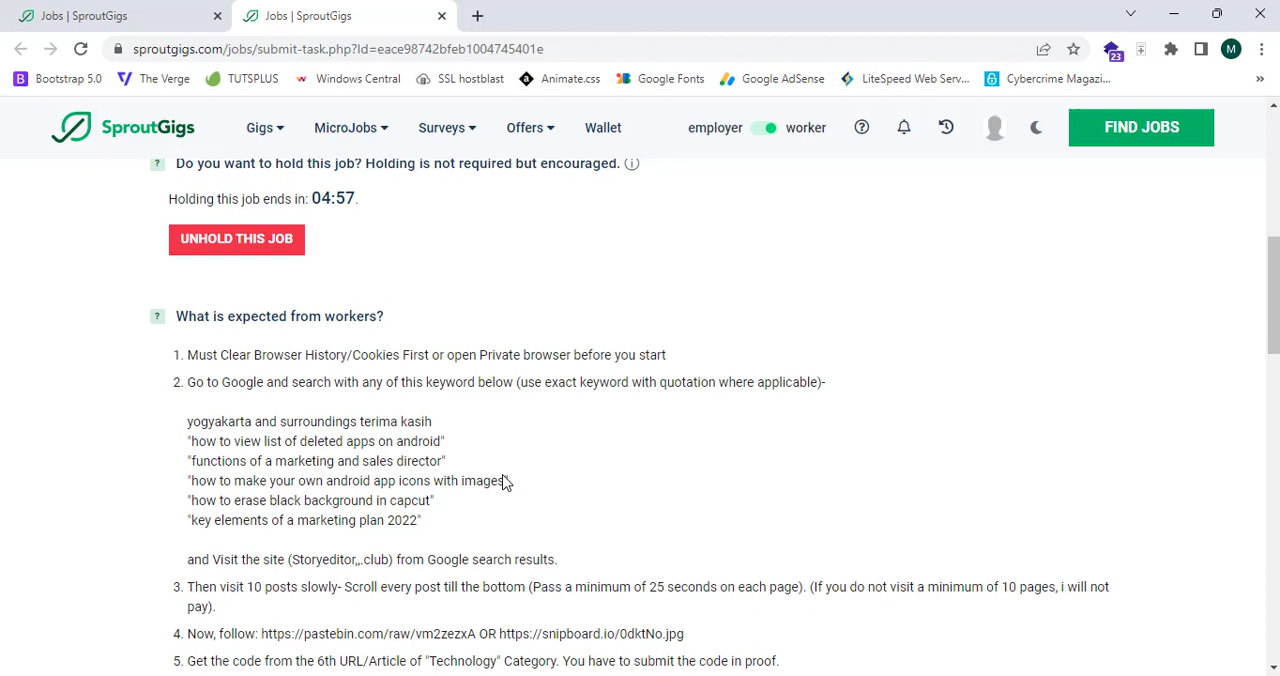 Jobs | SproutGigs
Jobs | SproutGigs
sproutgigs.com/jobs/submit-task.php?Id=eace98742bfeb1004745401e
23
M
Bootstrap 5.0 The Verge TUTSPLUS Windows Central SSL hostblast Animate.css Google Fonts Google AdSense LiteSpeed Web Serv... Cybercrime Magazi... »
SproutGigs Gigs MicroJobs Surveys Offers Wallet employer worker FIND JOBS
? Do you want to hold this job? Holding is not required but encouraged.
Holding this job ends in: 04:57.
UNHOLD THIS JOB
? What is expected from workers?
1. Must Clear Browser History/Cookies First or open Private browser before you start
2. Go to Google and search with any of this keyword below (use exact keyword with quotation where applicable)-
yogyakarta and surroundings terima kasih
"how to view list of deleted apps on android"
"functions of a marketing and sales director"
"how to make your own android app icons with images"
"how to erase black background in capcut"
"key elements of a marketing plan 2022"
and Visit the site (Storyeditor,,.club) from Google search results.
3. Then visit 10 posts slowly- Scroll every post till the bottom (Pass a minimum of 25 seconds on each page). (If you do not visit a minimum of 10 pages, i will not
pay).
4. Now, follow: https://pastebin.com/raw/vm2zezxA OR https://snipboard.io/0dktNo.jpg
5. Get the code from the 6th URL/Article of "Technology" Category. You have to submit the code in proof.